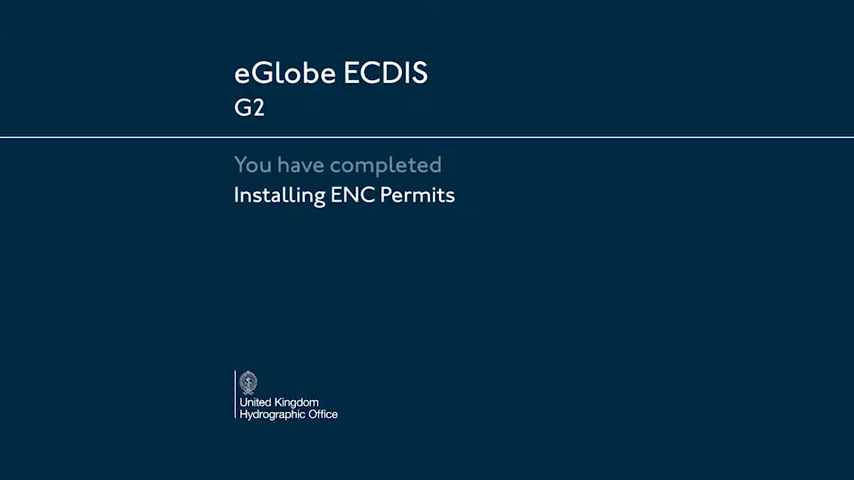 eGlobe ECDIS
G2
You have completed
Installing ENC Permits
United Kingdom
Hydrographic Office